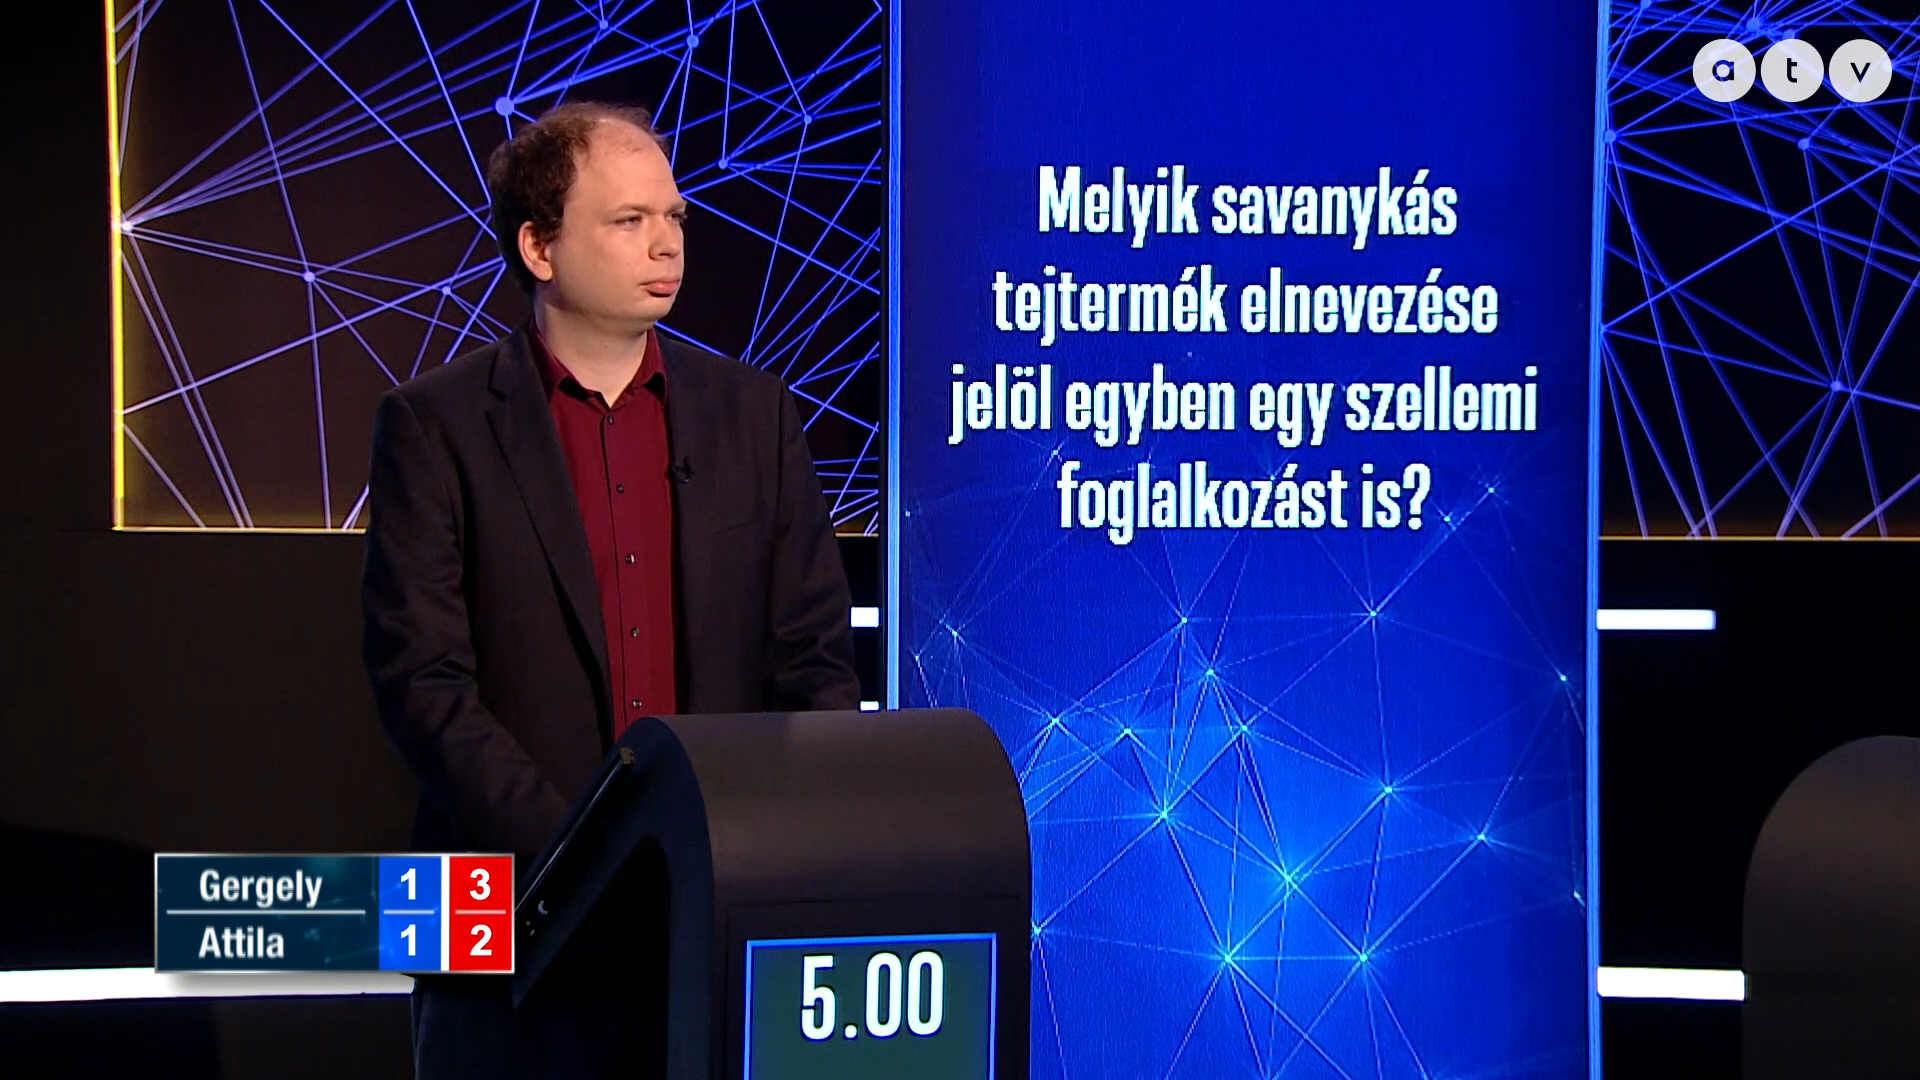 atv
Melyik savanykás
tejtermék elnevezése
jelöl egyben egy szellemi
foglalkozást is?
Gergely 1 3
Attila 1 2
5.00